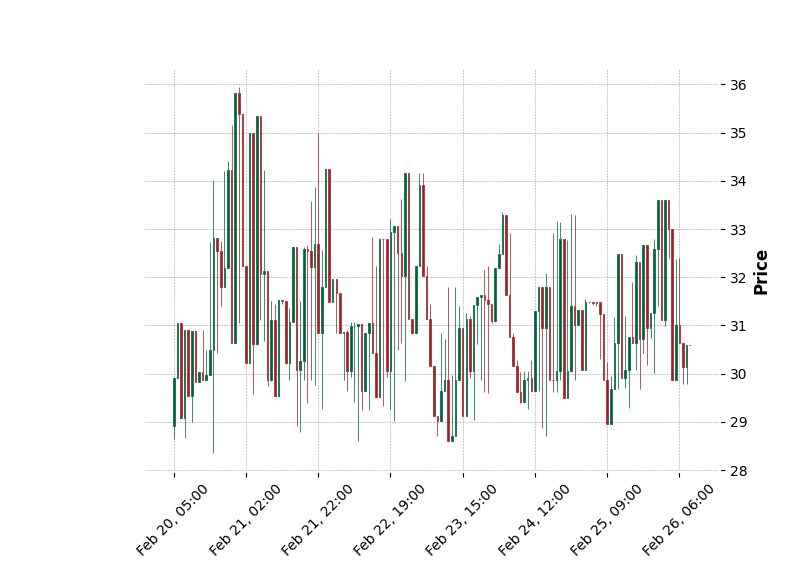 36
35
34
33
32
31
30
29
28
Price
Feb 20, 05:00
Feb 21, 02:00
Feb 21, 22:00
Feb 22, 19:00
Feb 23, 15:00
Feb 24, 12:00
Feb 25, 09:00
Feb 26, 06:00